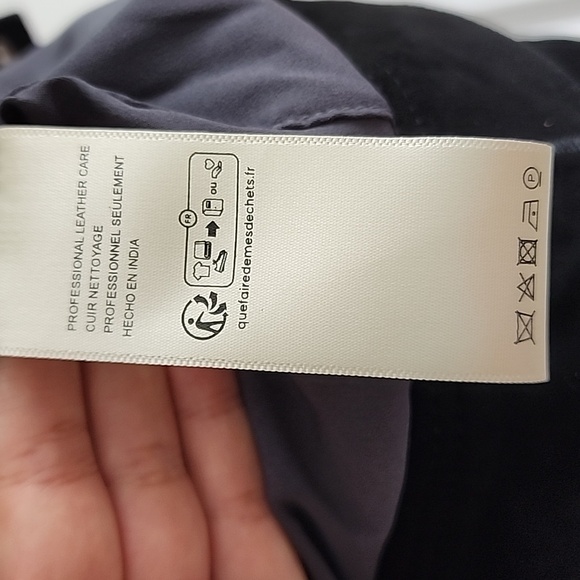 PROFESSIONAL LEATHER CARE
CUIR NETTOYAGE
PROFESSIONNEL SEULEMENT
HECHO EN INDIA
FR
OU
quefairedemesdechets.fr
P